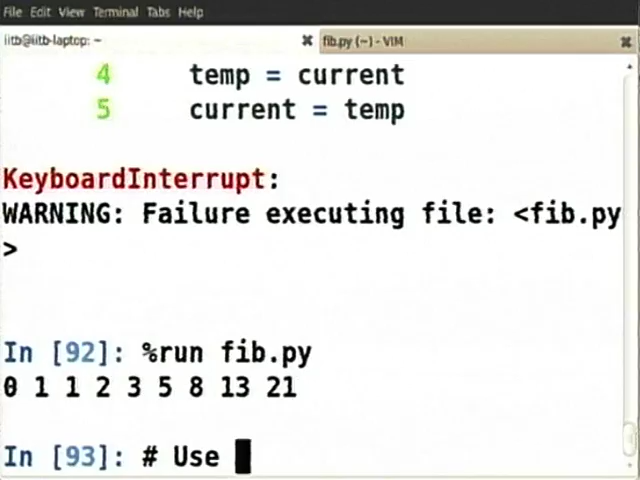 File Edit View Terminal Tabs Help
iitb@iitb-laptop: ~ ✖ fib.py (~) - VIM ✖
4 temp = current
5 current = temp
KeyboardInterrupt:
WARNING: Failure executing file: <fib.py
>
In [92]: %run fib.py
0 1 1 2 3 5 8 13 21
In [93]: # Use